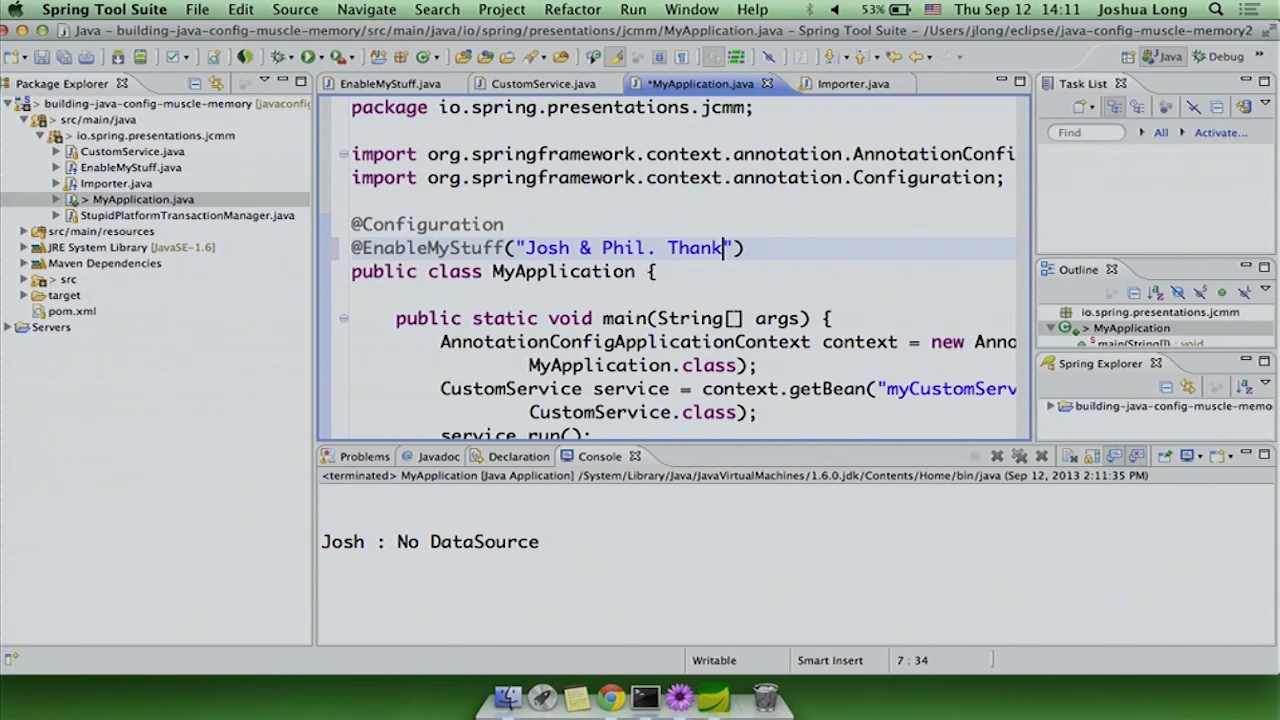 Spring Tool Suite File Edit Source Navigate Search Project Refactor Run Window Help 53% Thu Sep 12 14:11 Joshua Long
Java - building-java-config-muscle-memory/src/main/java/io/spring/presentations/jcmm/MyApplication.java - Spring Tool Suite - /Users/jlong/eclipse/workspaces/java-config-muscle-memory2
Java Debug
Package Explorer
building-java-config-muscle-memory [javaconfig
> src/main/java
> io.spring.presentations.jcmm
CustomService.java
EnableMyStuff.java
Importer.java
> MyApplication.java
StupidPlatformTransactionManager.java
src/main/resources
JRE System Library [JavaSE-1.6]
Maven Dependencies
> src
target
pom.xml
Servers
EnableMyStuff.java CustomService.java *MyApplication.java Importer.java
package io.spring.presentations.jcmm;
import org.springframework.context.annotation.AnnotationConfi
import org.springframework.context.annotation.Configuration;
@Configuration
@EnableMyStuff("Josh & Phil. Thank")
public class MyApplication {
public static void main(String[] args) {
AnnotationConfigApplicationContext context = new Anno
MyApplication.class);
CustomService service = context.getBean("myCustomServ
CustomService.class);
service.run();
Task List
Find All Activate...
Outline
io.spring.presentations.jcmm
> MyApplication
main(String[]) : void
Spring Explorer
building-java-config-muscle-memo
Problems Javadoc Declaration Console
<terminated> MyApplication [Java Application] /System/Library/Java/JavaVirtualMachines/1.6.0.jdk/Contents/Home/bin/java (Sep 12, 2013 2:11:35 PM)
Josh : No DataSource
Writable Smart Insert 7 : 34